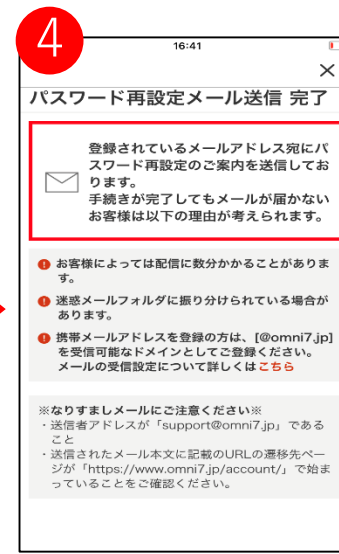 4
16:41
×
パスワード再設定メール送信 完了
登録されているメールアドレス宛にパ
スワード再設定のご案内を送信してお
ります。
手続きが完了してもメールが届かない
お客様は以下の理由が考えられます。
お客様によっては配信に数分かかることがありま
す。
迷惑メールフォルダに振り分けられている場合が
あります。
携帯メールアドレスを登録の方は、[@omni7.jp]
を受信可能なドメインとしてご登録ください。
メールの受信設定について詳しくはこちら
※なりすましメールにご注意ください※
・送信者アドレスが「support@omni7.jp」である
こと
・送信されたメール本文に記載のURLの遷移先ペー
ジが「https://www.omni7.jp/account/」で始ま
っていることをご確認ください。